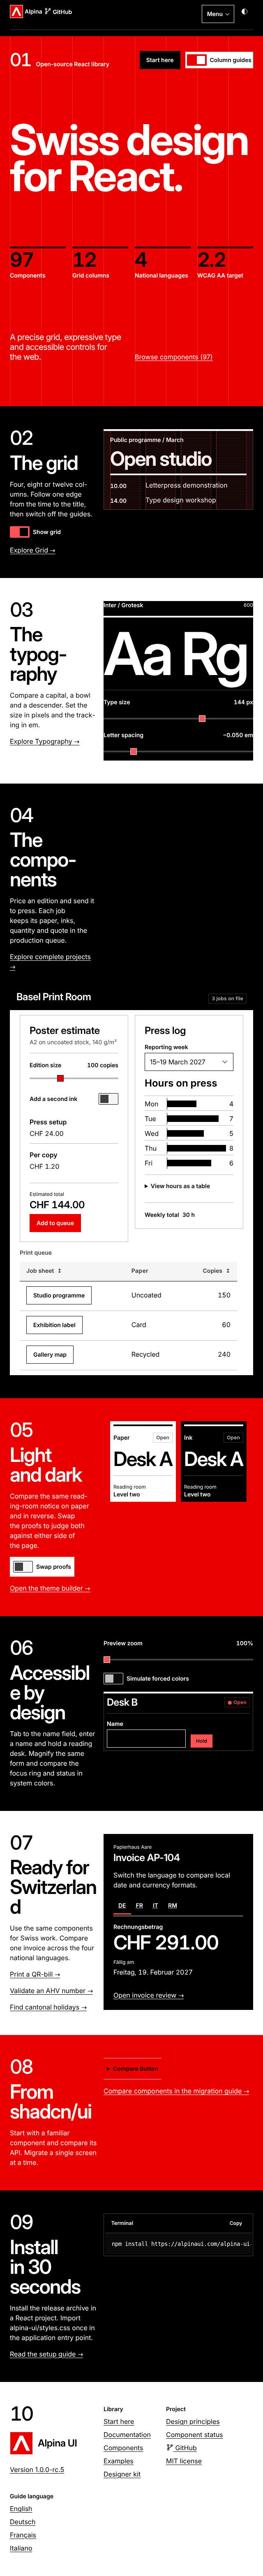 Alpina GitHub Menu
01 Open-source React library Start here Column guides
Swiss design
for React.
97 12 4 2.2
Components Grid columns National languages WCAG AA target
A precise grid, expressive type
and accessible controls for
the web.
Browse components (97)
02
The grid
Four, eight or twelve col-
umns. Follow one edge
from the time to the title,
then switch off the guides.
Show grid
Explore Grid →
Public programme / March
Open studio
10.00 Letterpress demonstration
14.00 Type design workshop
03
The
typog-
raphy
Compare a capital, a bowl
and a descender. Set the
size in pixels and the track-
ing in em.
Explore Typography →
Inter / Grotesk 600
Aa Rg
Type size 144 px
Letter spacing −0.050 em
04
The
compo-
nents
Price an edition and send it
to press. Each job
keeps its paper, inks,
quantity and quote in the
production queue.
Explore complete projects
→
Basel Print Room 3 jobs on file
Poster estimate
A2 on uncoated stock, 140 g/m²
Edition size 100 copies
Add a second ink
Press setup
CHF 24.00
Per copy
CHF 1.20
Estimated total
CHF 144.00
Add to queue
Press log
Reporting week
15–19 March 2027
Hours on press
Mon 4
Tue 7
Wed 5
Thu 8
Fri 6
View hours as a table
Weekly total 30 h
Print queue
Job sheet ↕ Paper Copies ↕
Studio programme Uncoated 150
Exhibition label Card 60
Gallery map Recycled 240
05
Light
and dark
Compare the same read-
ing-room notice on paper
and in reverse. Swap
the proofs to judge both
against either side of
the page.
Swap proofs
Open the theme builder →
Paper Open
Desk A
Reading room
Level two
Ink Open
Desk A
Reading room
Level two
06
Accessibl
e by
design
Tab to the name field, enter
a name and hold a reading
desk. Magnify the same
form and compare the
focus ring and status in
system colors.
Preview zoom 100%
Simulate forced colors
Desk B Open
Name
Hold
07
Ready for
Switzerlan
d
Use the same components
for Swiss work. Compare
one invoice across the four
national languages.
Print a QR-bill →
Validate an AHV number →
Find cantonal holidays →
Papierhaus Aare
Invoice AP-104
Switch the language to compare local
date and currency formats.
DE FR IT RM
Rechnungsbetrag
CHF 291.00
Fällig am
Freitag, 19. Februar 2027
Open invoice review →
08
From
shadcn/ui
Start with a familiar
component and compare its
API. Migrate a single screen
at a time.
Compare Button
Compare components in the migration guide →
09
Install
in 30
seconds
Install the release archive in
a React project. Import
alpina-ui/styles.css once in
the application entry point.
Read the setup guide →
Terminal Copy
npm install https://alpinaui.com/alpina-ui-
10
Alpina UI
Version 1.0.0-rc.5
Library
Start here
Documentation
Components
Examples
Designer kit
Project
Design principles
Component status
GitHub
MIT license
Guide language
English
Deutsch
Français
Italiano